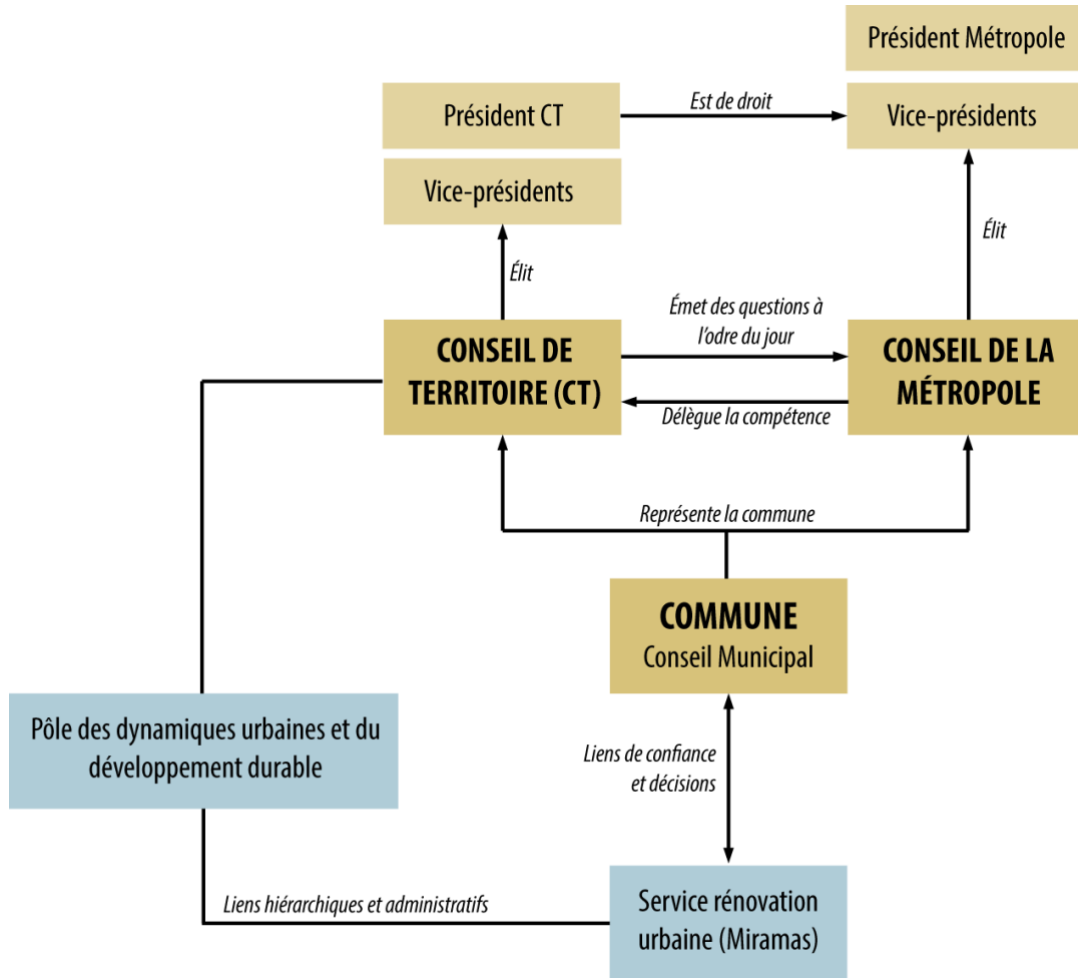 Président Métropole
Président CT
Est de droit
Vice-présidents
Vice-présidents
Élit
Élit
Émet des questions à
l'odre du jour
CONSEIL DE
TERRITOIRE (CT)
CONSEIL DE LA
MÉTROPOLE
Délègue la compétence
Représente la commune
COMMUNE
Conseil Municipal
Pôle des dynamiques urbaines et du
développement durable
Liens de confiance
et décisions
Liens hiérarchiques et administratifs
Service rénovation
urbaine (Miramas)